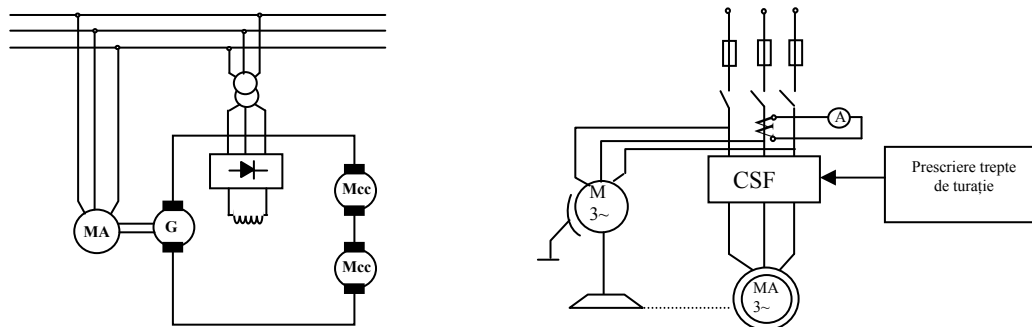 MA
G
Mcc
Mcc
A
M
3~
CSF
Prescriere trepte
de turație
MA
3~